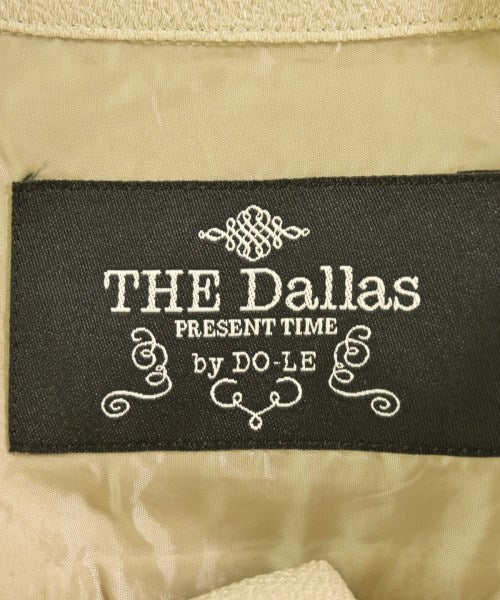 THE Dallas
PRESENT TIME
by DO-LE